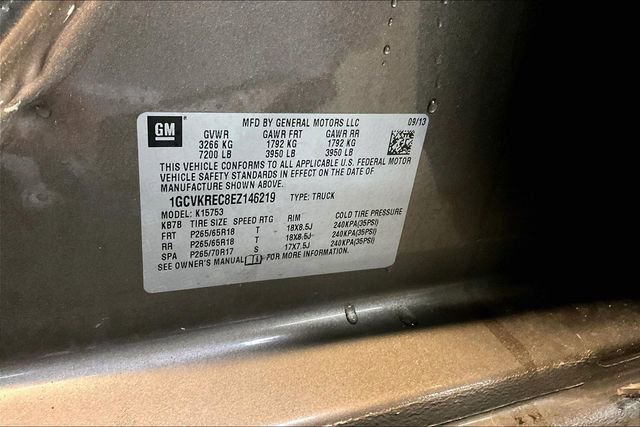 GM
MFD BY GENERAL MOTORS LLC 09/13
GVWR GAWR FRT GAWR RR
3266 KG 1792 KG 1792 KG
7200 LB 3950 LB 3950 LB
THIS VEHICLE CONFORMS TO ALL APPLICABLE U.S. FEDERAL MOTOR
VEHICLE SAFETY STANDARDS IN EFFECT ON THE DATE OF
MANUFACTURE SHOWN ABOVE.
1GCVKREC8EZ146219 TYPE: TRUCK
MODEL: K15753
KB7B TIRE SIZE SPEED RTG RIM COLD TIRE PRESSURE
FRT P265/65R18 T 18X8.5J 240KPA(35PSI)
RR P265/65R18 T 18X8.5J 240KPA(35PSI)
SPA P265/70R17 S 17X7.5J 240KPA(35PSI)
SEE OWNER'S MANUAL FOR MORE INFORMATION.